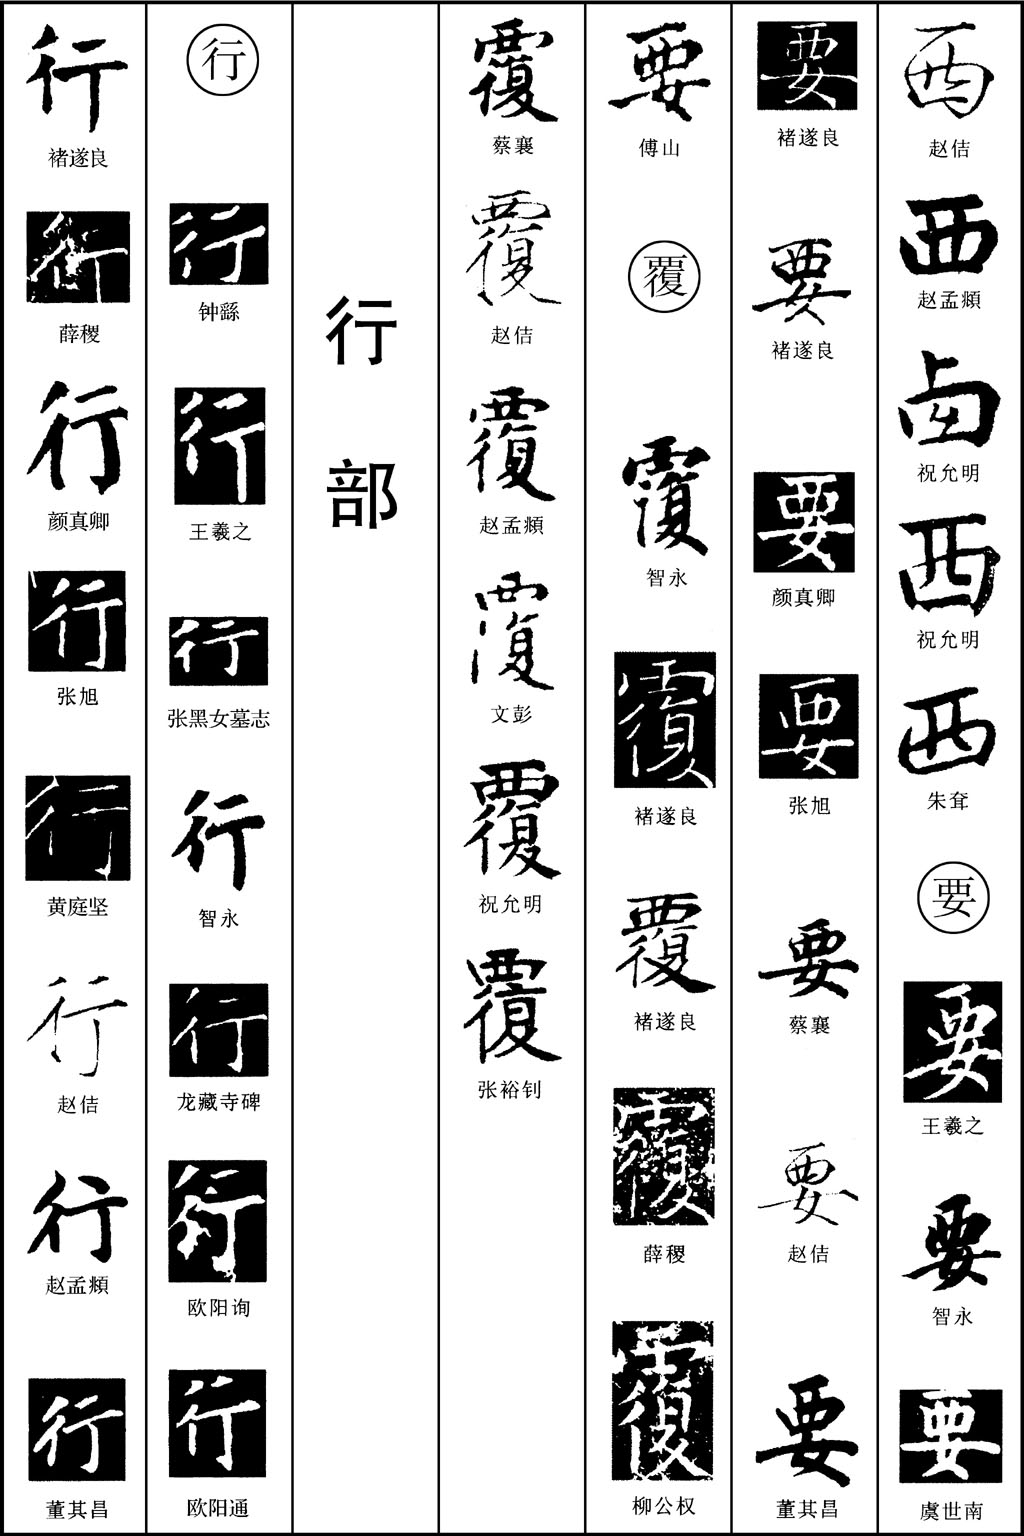 西
赵佶
西
赵孟頫
卤
祝允明
西
祝允明
西
朱耷
要
要
王羲之
要
智永
要
虞世南
要
褚遂良
要
褚遂良
要
颜真卿
要
张旭
要
蔡襄
要
赵佶
要
董其昌
要
傅山
覆
覆
智永
覆
褚遂良
覆
褚遂良
覆
薛稷
覆
柳公权
覆
蔡襄
覆
赵佶
覆
赵孟頫
覆
文彭
覆
祝允明
覆
张裕钊
行部
行
行
钟繇
行
王羲之
行
张黑女墓志
行
智永
行
龙藏寺碑
行
欧阳询
行
欧阳通
行
褚遂良
行
薛稷
行
颜真卿
行
张旭
行
黄庭坚
行
赵佶
行
赵孟頫
行
董其昌